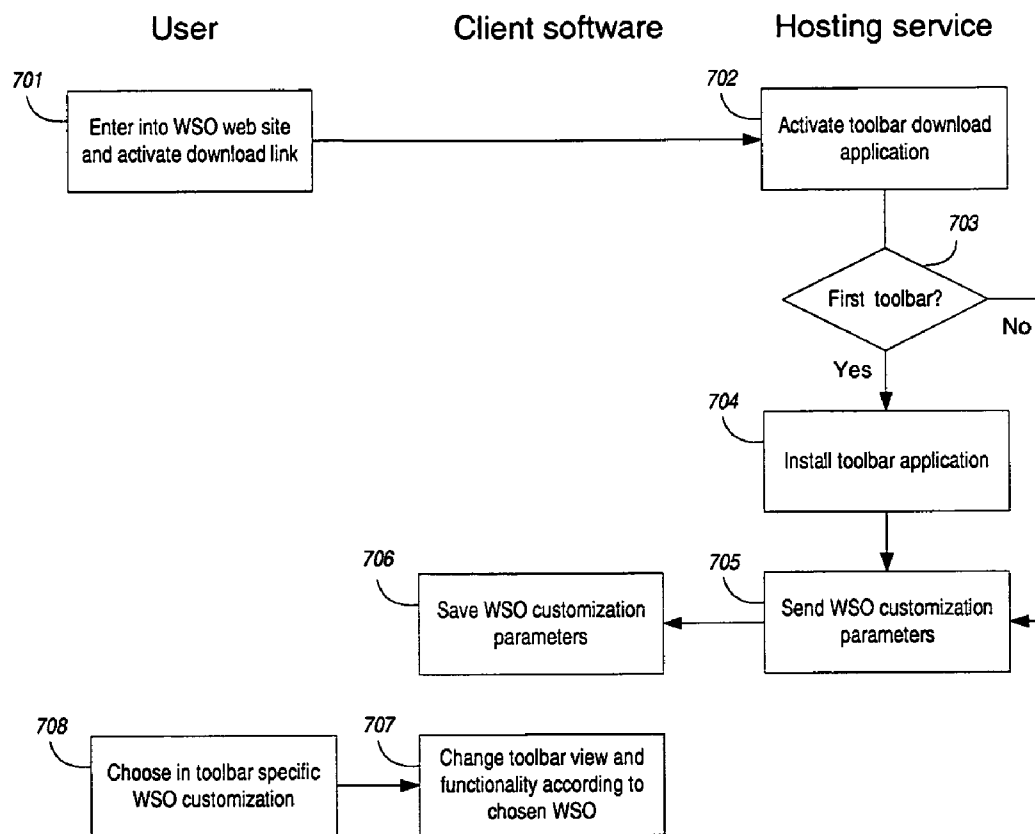 User
Client software
Hosting service
701
Enter into WSO web site
and activate download link
702
Activate toolbar download
application
703
First toolbar?
No
Yes
704
Install toolbar application
706
Save WSO customization
parameters
705
Send WSO customization
parameters
708
Choose in toolbar specific
WSO customization
707
Change toolbar view and
functionality according to
chosen WSO